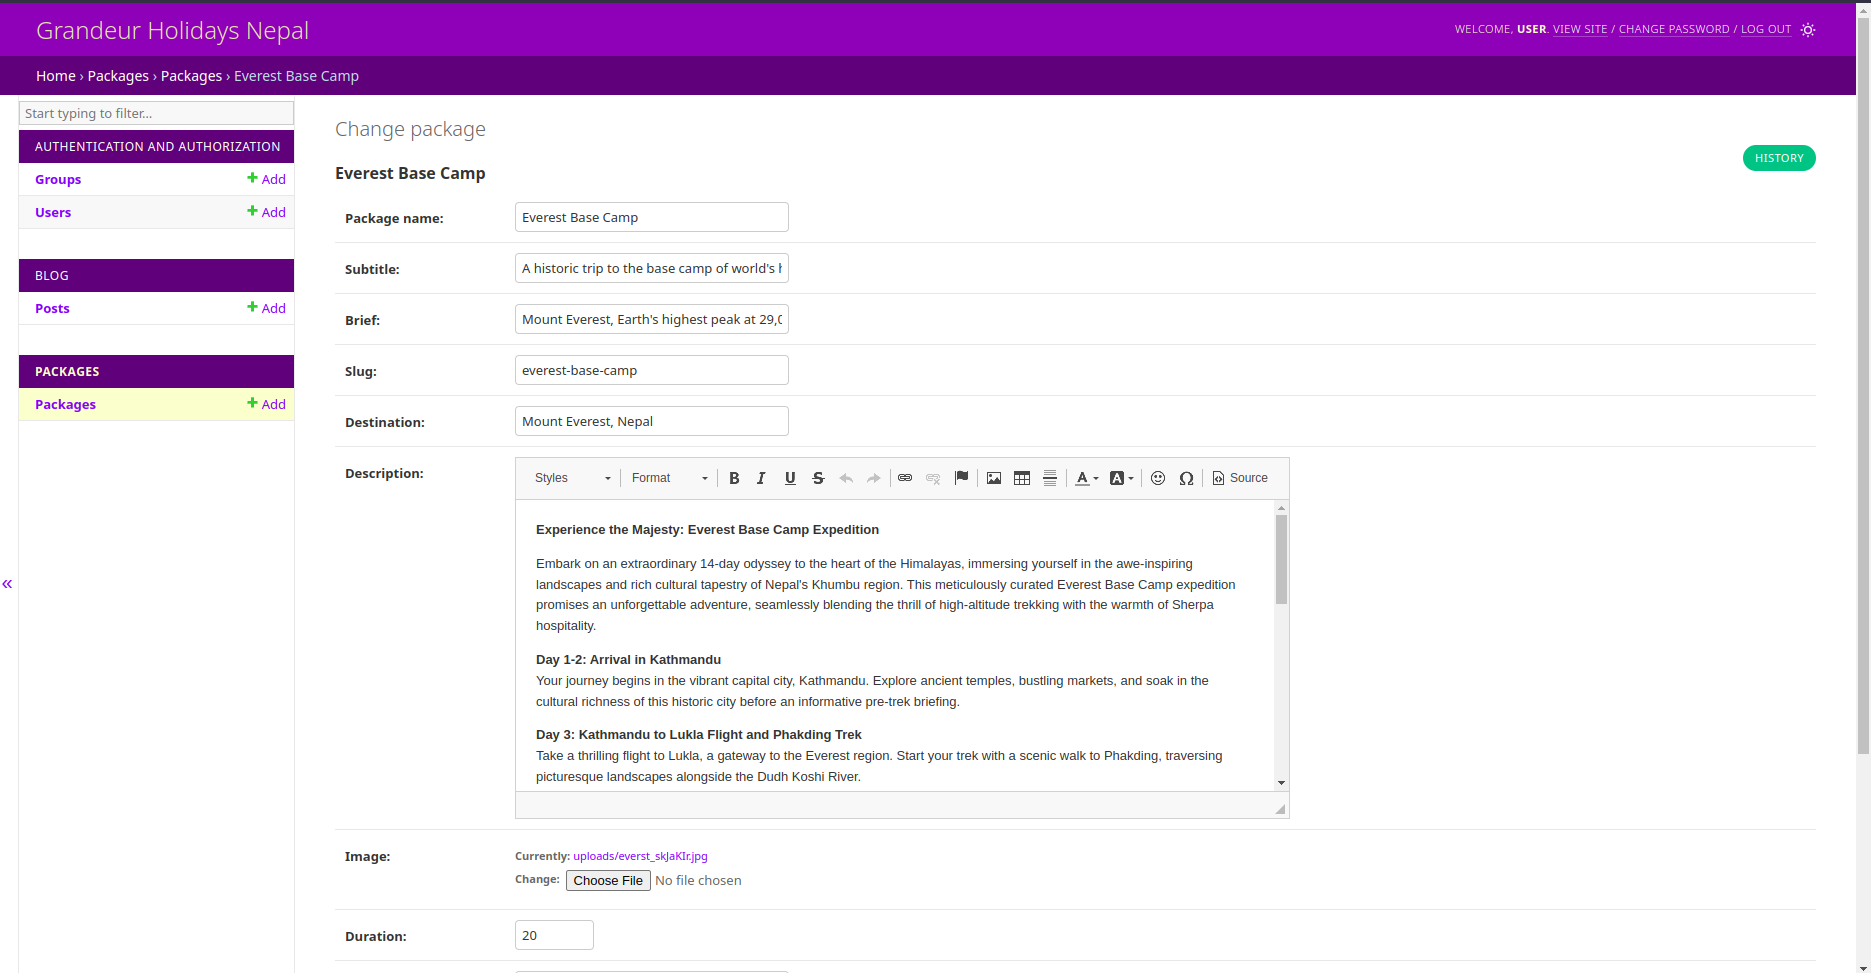 Grandeur Holidays Nepal
WELCOME, USER. VIEW SITE / CHANGE PASSWORD / LOG OUT
Home › Packages › Packages › Everest Base Camp
Start typing to filter...
AUTHENTICATION AND AUTHORIZATION
Groups + Add
Users + Add
BLOG
Posts + Add
PACKAGES
Packages + Add
«
Change package
HISTORY
Everest Base Camp
Package name: Everest Base Camp
Subtitle: A historic trip to the base camp of world's
Brief: Mount Everest, Earth's highest peak at
Slug: everest-base-camp
Destination: Mount Everest, Nepal
Description:
Styles Format B I U S A A Ω Source
Experience the Majesty: Everest Base Camp Expedition
Embark on an extraordinary 14-day odyssey to the heart of the Himalayas, immersing yourself in the awe-inspiring
landscapes and rich cultural tapestry of Nepal's Khumbu region. This meticulously curated Everest Base Camp expedition
promises an unforgettable adventure, seamlessly blending the thrill of high-altitude trekking with the warmth of Sherpa
hospitality.
Day 1-2: Arrival in Kathmandu
Your journey begins in the vibrant capital city, Kathmandu. Explore ancient temples, bustling markets, and soak in the
cultural richness of this historic city before an informative pre-trek briefing.
Day 3: Kathmandu to Lukla Flight and Phakding Trek
Take a thrilling flight to Lukla, a gateway to the Everest region. Start your trek with a scenic walk to Phakding, traversing
picturesque landscapes alongside the Dudh Koshi River.
Image: Currently: uploads/everst_skJaKIr.jpg
Change: Choose File No file chosen
Duration: 20